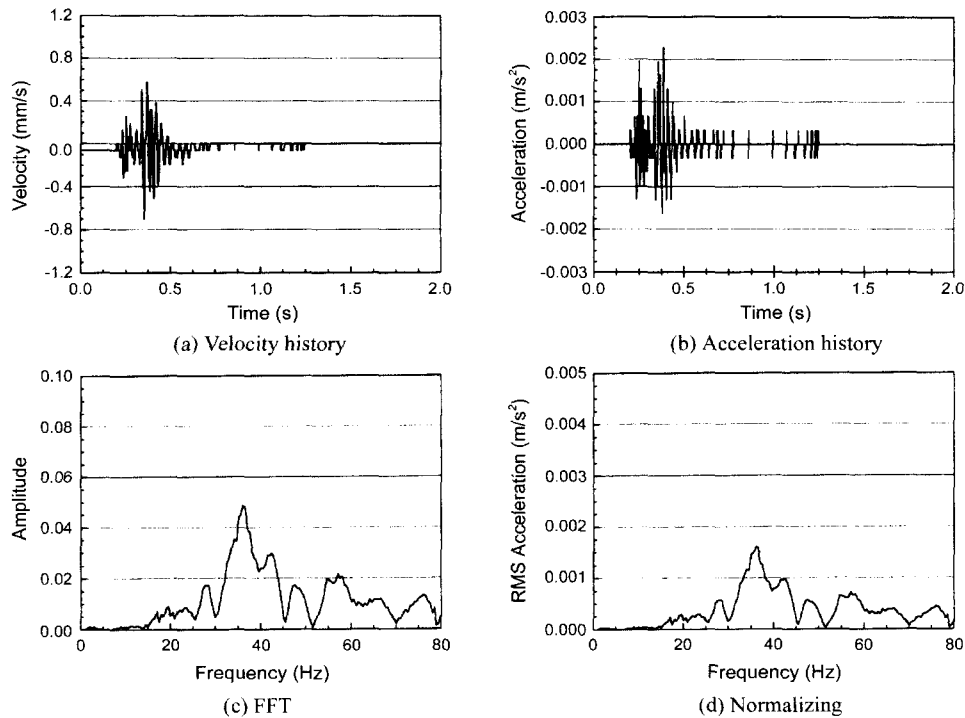 1.2
0.8
0.4
0.0
-0.4
-0.8
-1.2
Velocity (mm/s)
0.0 0.5 1.0 1.5 2.0
Time (s)
(a) Velocity history
0.003
0.002
0.001
0.000
-0.001
-0.002
-0.003
Acceleration (m/s²)
0.0 0.5 1.0 1.5 2.0
Time (s)
(b) Acceleration history
0.10
0.08
0.06
0.04
0.02
0.00
Amplitude
0 20 40 60 80
Frequency (Hz)
(c) FFT
0.005
0.004
0.003
0.002
0.001
0.000
RMS Acceleration (m/s²)
0 20 40 60 80
Frequency (Hz)
(d) Normalizing